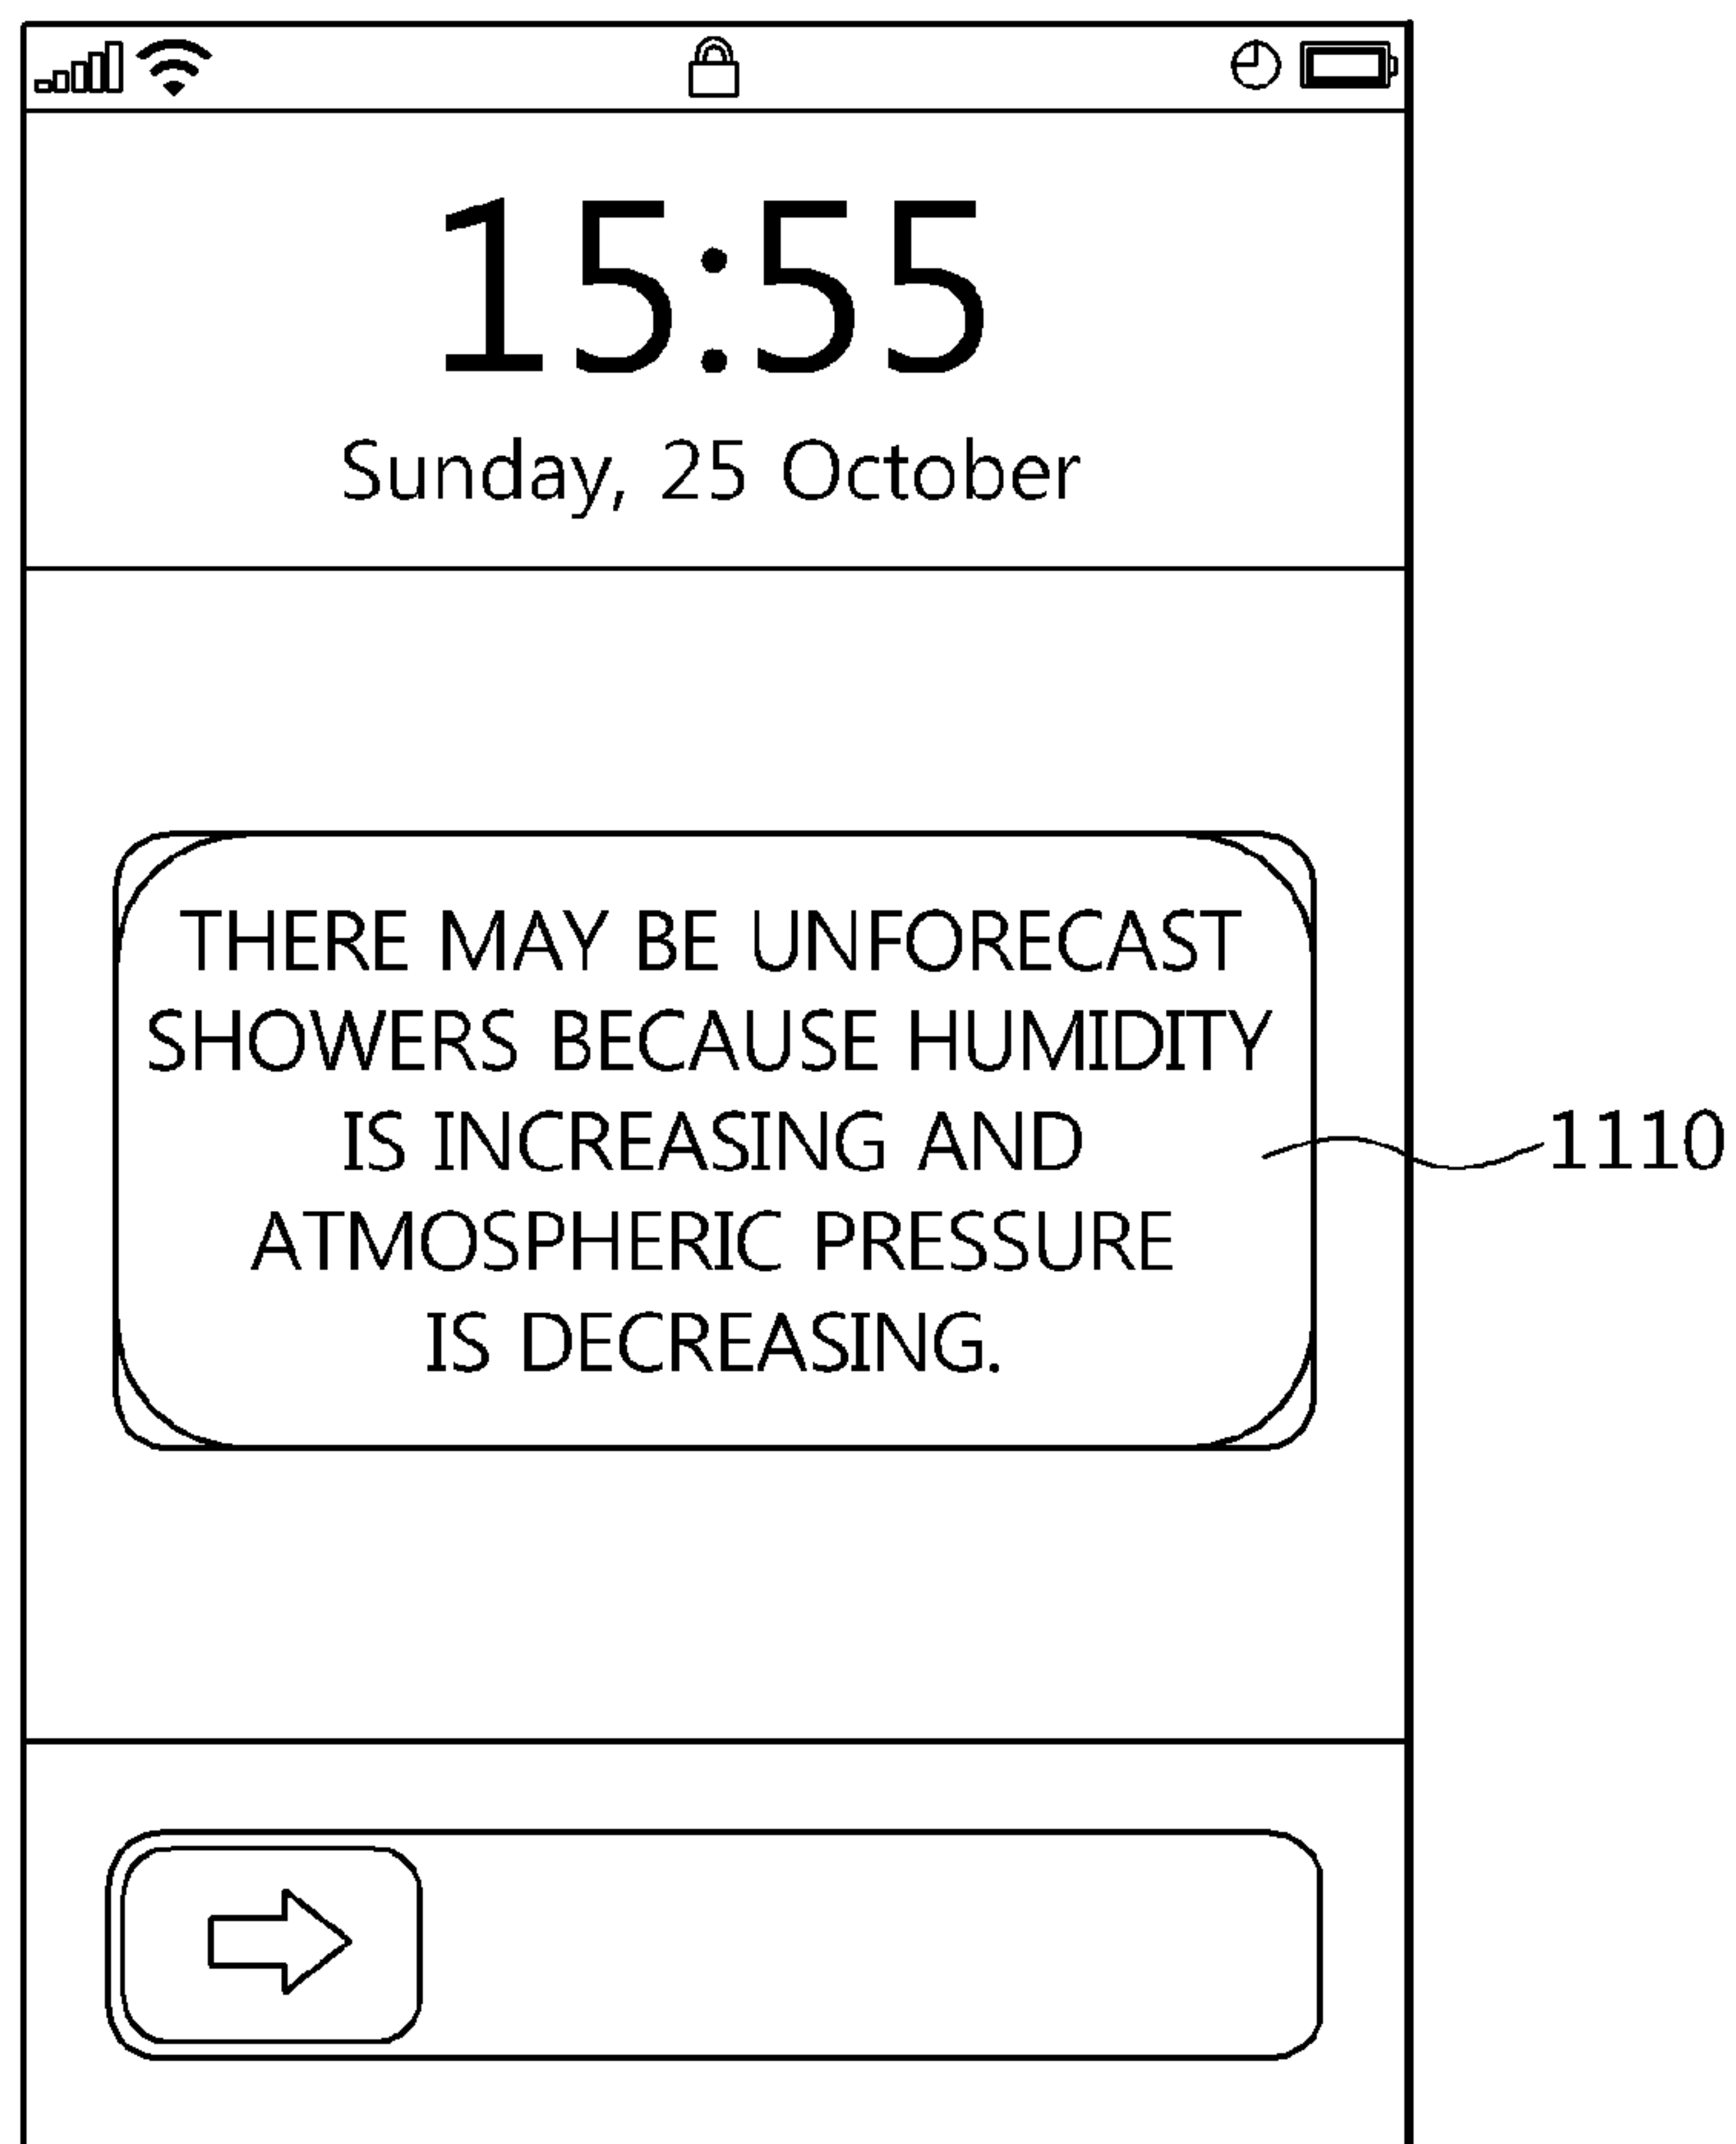 15:55
Sunday, 25 October
THERE MAY BE UNFORECAST
SHOWERS BECAUSE HUMIDITY
IS INCREASING AND
ATMOSPHERIC PRESSURE
IS DECREASING.
1110